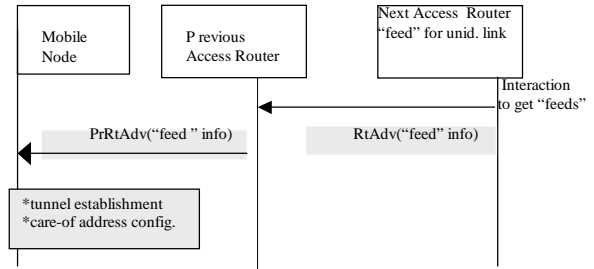 Mobile
Node
P revious
Access Router
Next Access  Router
“feed” for unid. link
Interaction
to get “feeds”
PrRtAdv(“feed ” info)
RtAdv(“feed” info)
*tunnel establishment
*care-of address config.